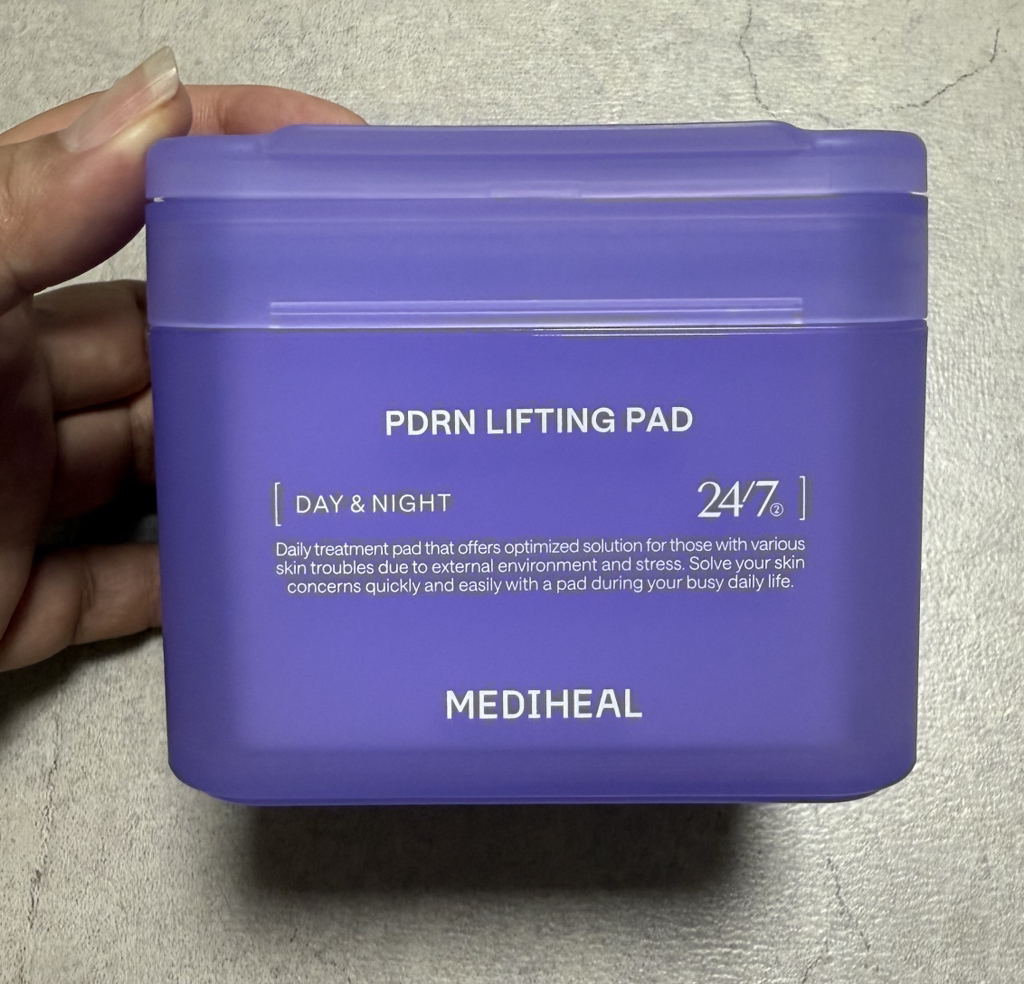 PDRN LIFTING PAD
[ DAY & NIGHT 24/7② ]
Daily treatment pad that offers optimized solution for those with various
skin troubles due to external environment and stress. Solve your skin
concerns quickly and easily with a pad during your busy daily life.
MEDIHEAL